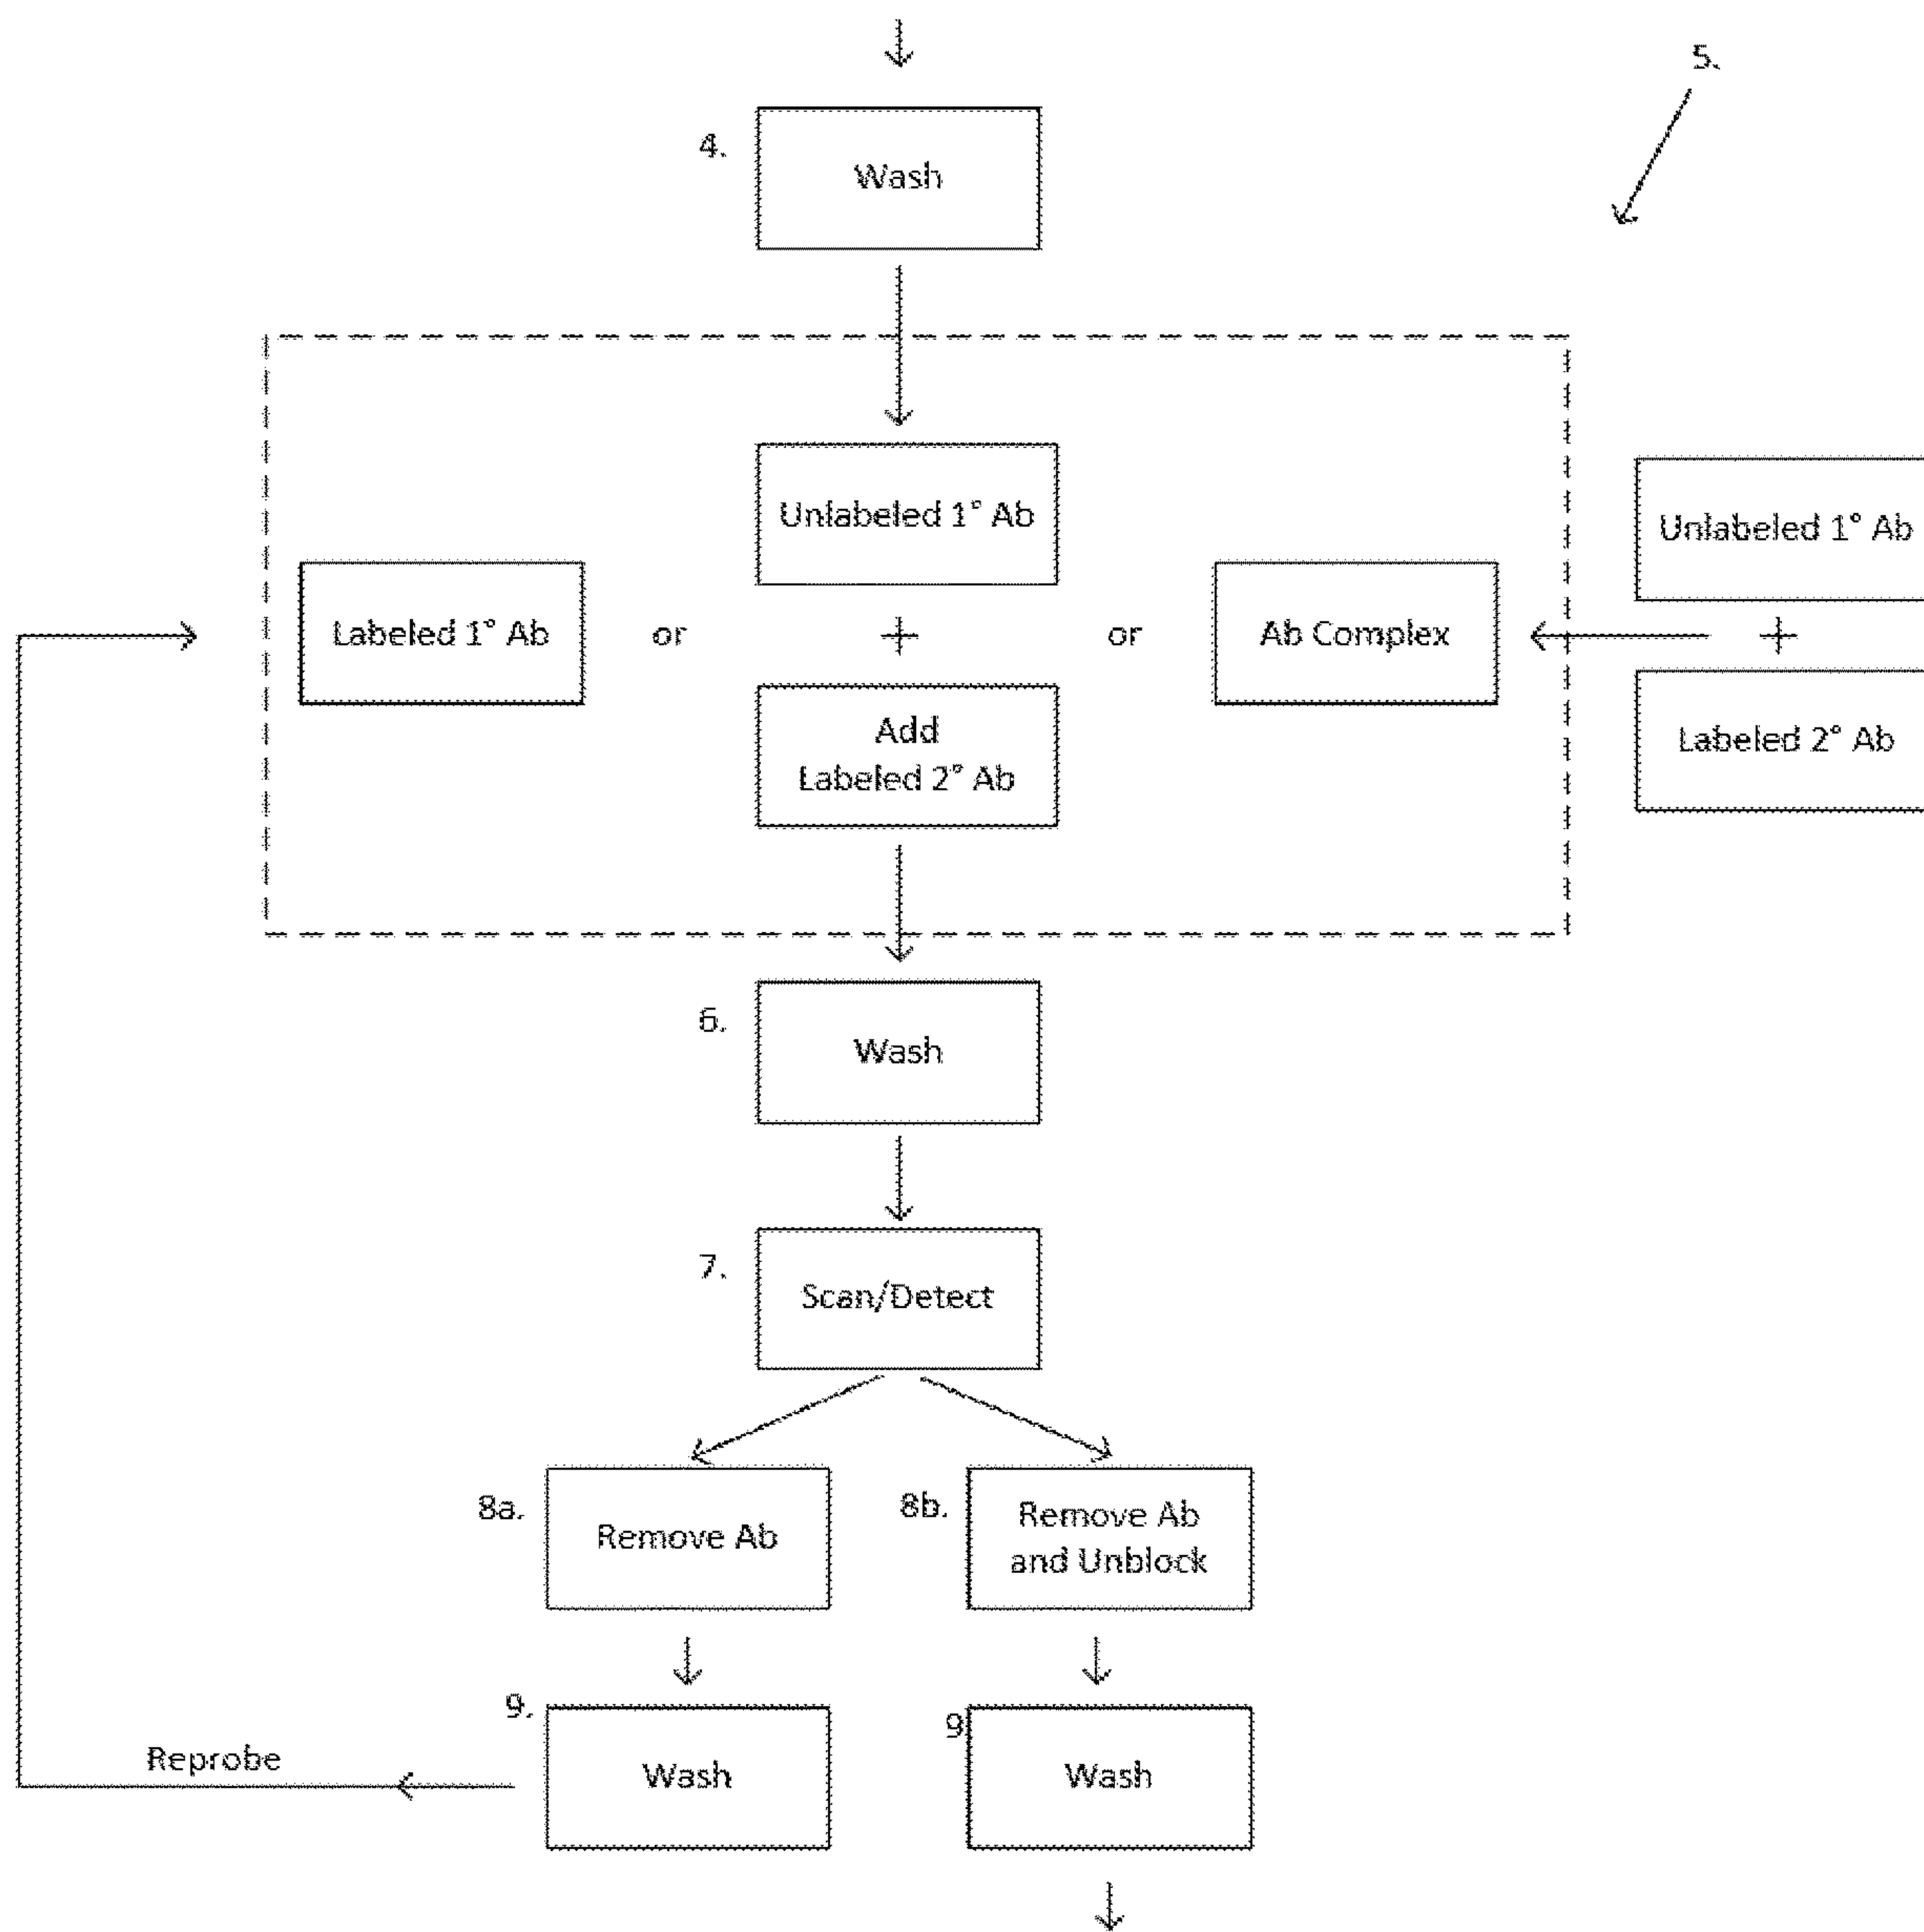 5.
4.
Wash
Unlabeled 1° Ab
Unlabeled 1° Ab
Labeled 1° Ab
or
+
or
Ab Complex
+
Add
Labeled 2° Ab
Labeled 2° Ab
6.
Wash
7.
Scan/Detect
8a.
Remove Ab
8b.
Remove Ab
and Unblock
9.
Wash
9
Wash
Reprobe